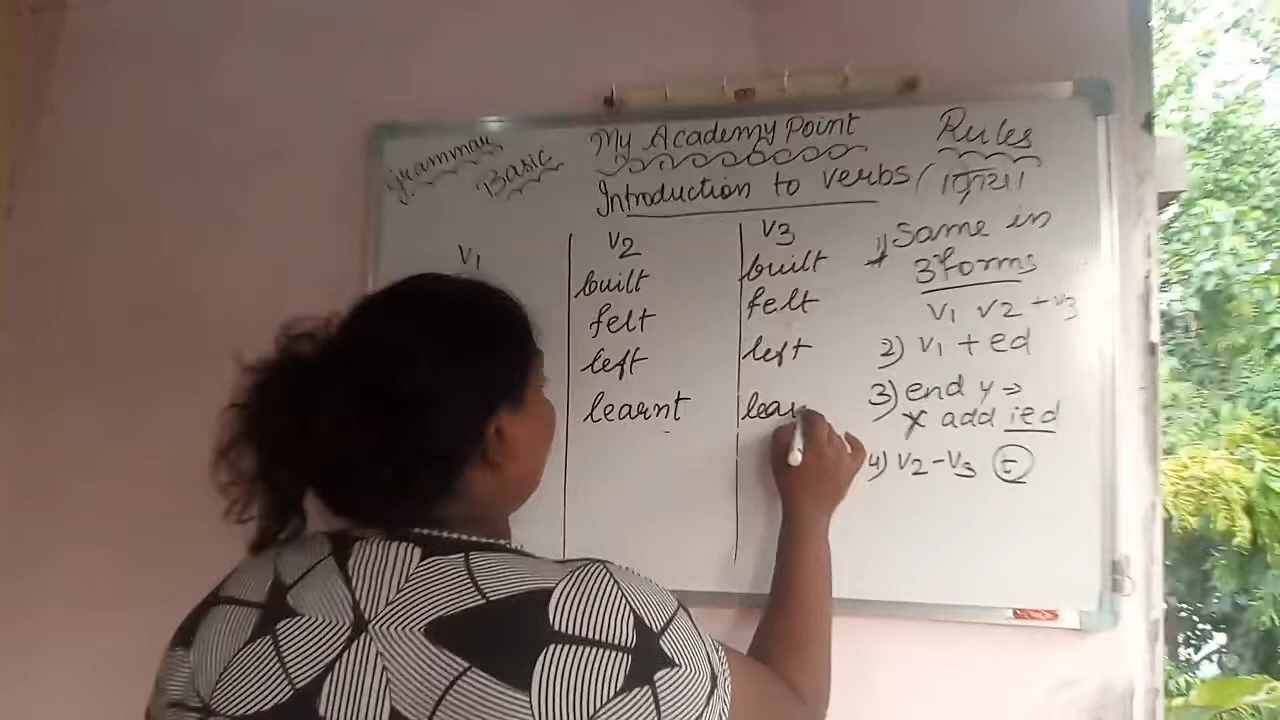 Grammar
Basic
My Academy Point
Rules
Introduction to verbs (क्रिया)
V1
V2
V3
built
built
felt
felt
left
left
learnt
lear
1) Same in
3 forms
V1 V2 + V3
2) V1 + ed
3) end y ⇒
x add ied
4) V2 - V3 t